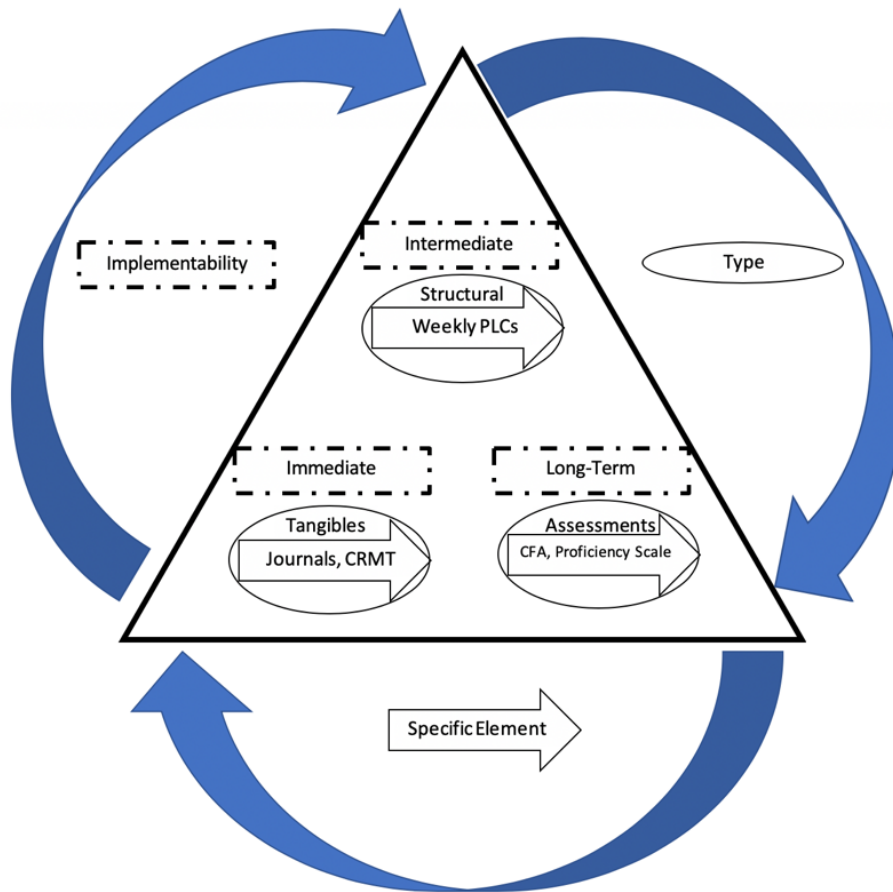 Intermediate
Implementability
Type
Structural
Weekly PLCs
Immediate
Long-Term
Tangibles
Assessments
Journals, CRMT
CFA, Proficiency Scale
Specific Element